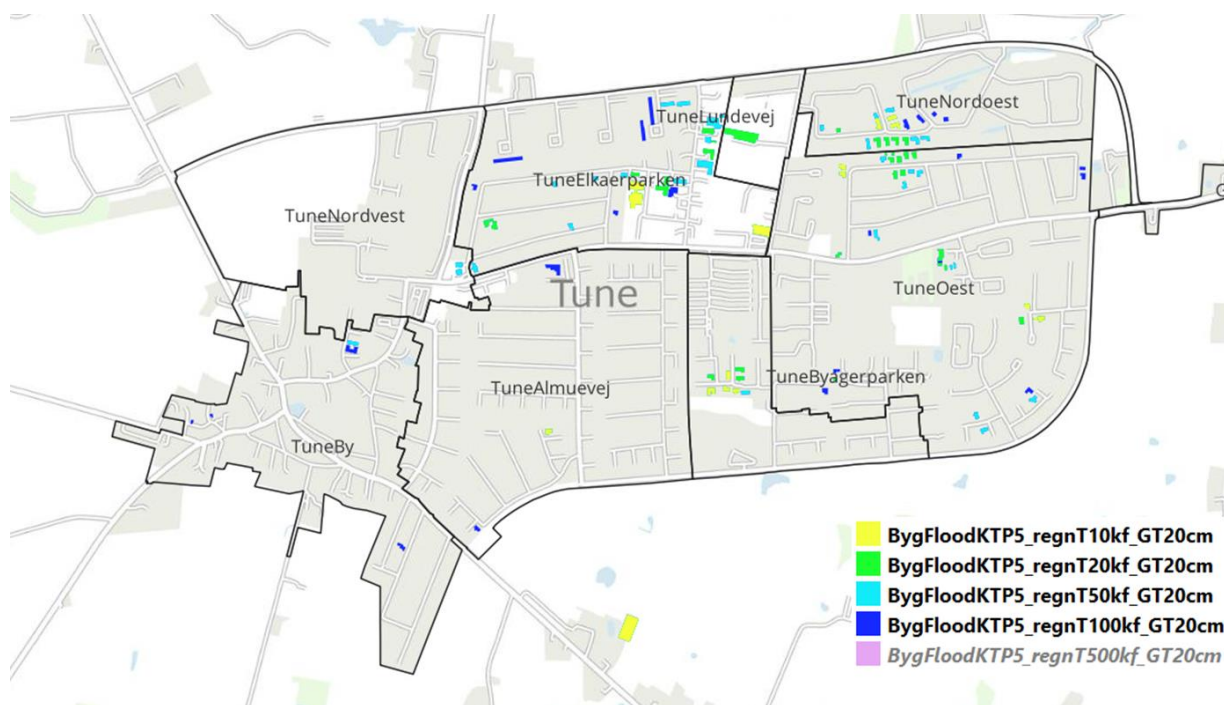 TuneNordoest
TuneLundevej
TuneElkaerparken
TuneNordvest
G
TuneOest
Tune
TuneByagerparken
TuneAlmuevej
TuneBy
BygFloodKTP5_regnT10kf_GT20cm
BygFloodKTP5_regnT20kf_GT20cm
BygFloodKTP5_regnT50kf_GT20cm
BygFloodKTP5_regnT100kf_GT20cm
BygFloodKTP5_regnT500kf_GT20cm